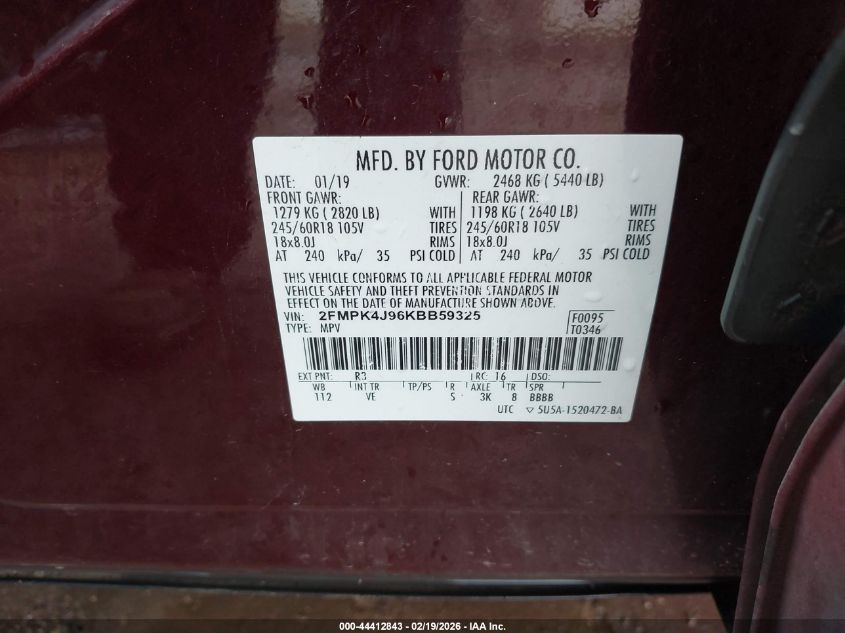 MFD. BY FORD MOTOR CO.
DATE: 01/19 GVWR: 2468 KG ( 5440 LB)
FRONT GAWR: REAR GAWR:
1279 KG ( 2820 LB) WITH 1198 KG ( 2640 LB) WITH
245/60R18 105V TIRES 245/60R18 105V TIRES
18x8.0J RIMS 18x8.0J RIMS
AT 240 kPa/ 35 PSI COLD AT 240 kPa/ 35 PSI COLD
THIS VEHICLE CONFORMS TO ALL APPLICABLE FEDERAL MOTOR
VEHICLE SAFETY AND THEFT PREVENTION STANDARDS IN
EFFECT ON THE DATE OF MANUFACTURE SHOWN ABOVE.
VIN: 2FMPK4J96KBB59325 F0095
TYPE: MPV T0346
EXT PNT: R3 RC: 16 DSO:
WB INT TR TP/PS R AXLE TR SPR
112 VE S 3K 8 BBBB
UTC ▽ 5U5A-1520472-BA
000-44412843 - 02/19/2026 - IAA Inc.